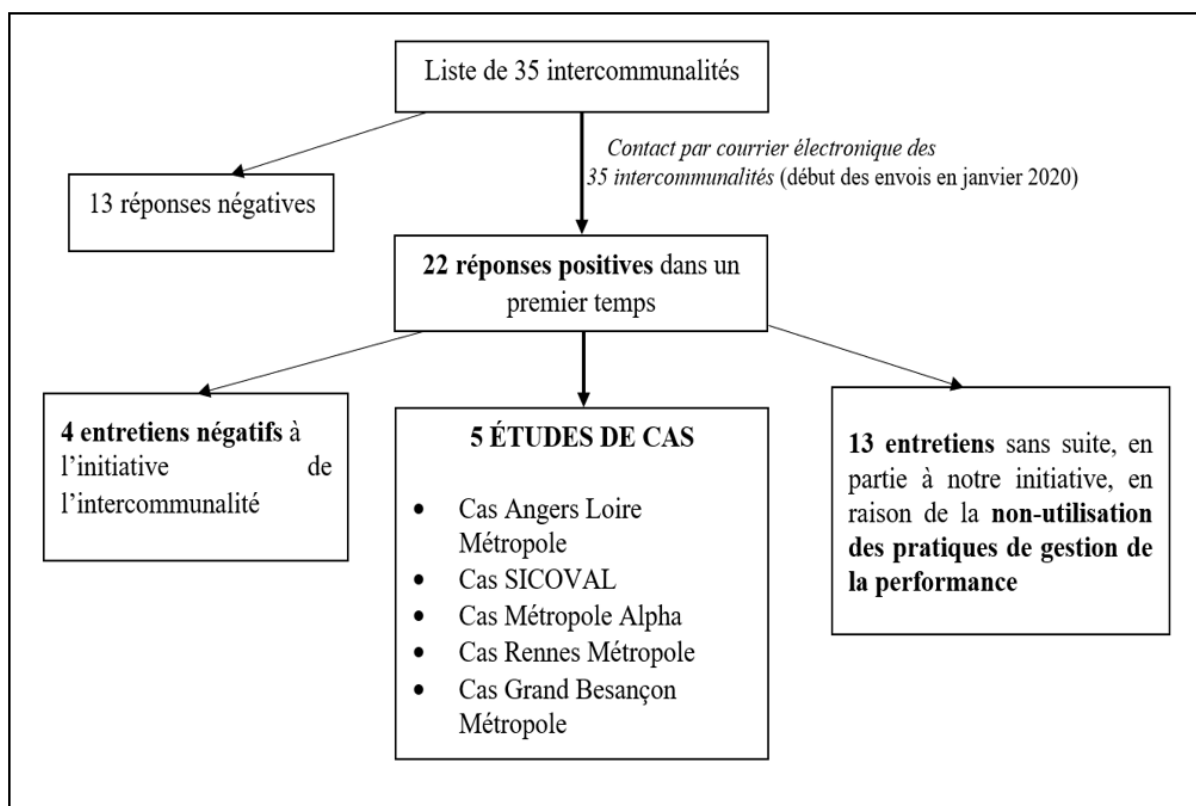 Liste de 35 intercommunalités
Contact par courrier électronique des
35 intercommunalités (début des envois en janvier 2020)
13 réponses négatives
22 réponses positives dans un
premier temps
4 entretiens négatifs à
l’initiative de
l’intercommunalité
5 ÉTUDES DE CAS
• Cas Angers Loire
Métropole
• Cas SICOVAL
• Cas Métropole Alpha
• Cas Rennes Métropole
• Cas Grand Besançon
Métropole
13 entretiens sans suite, en
partie à notre initiative, en
raison de la non-utilisation
des pratiques de gestion de
la performance